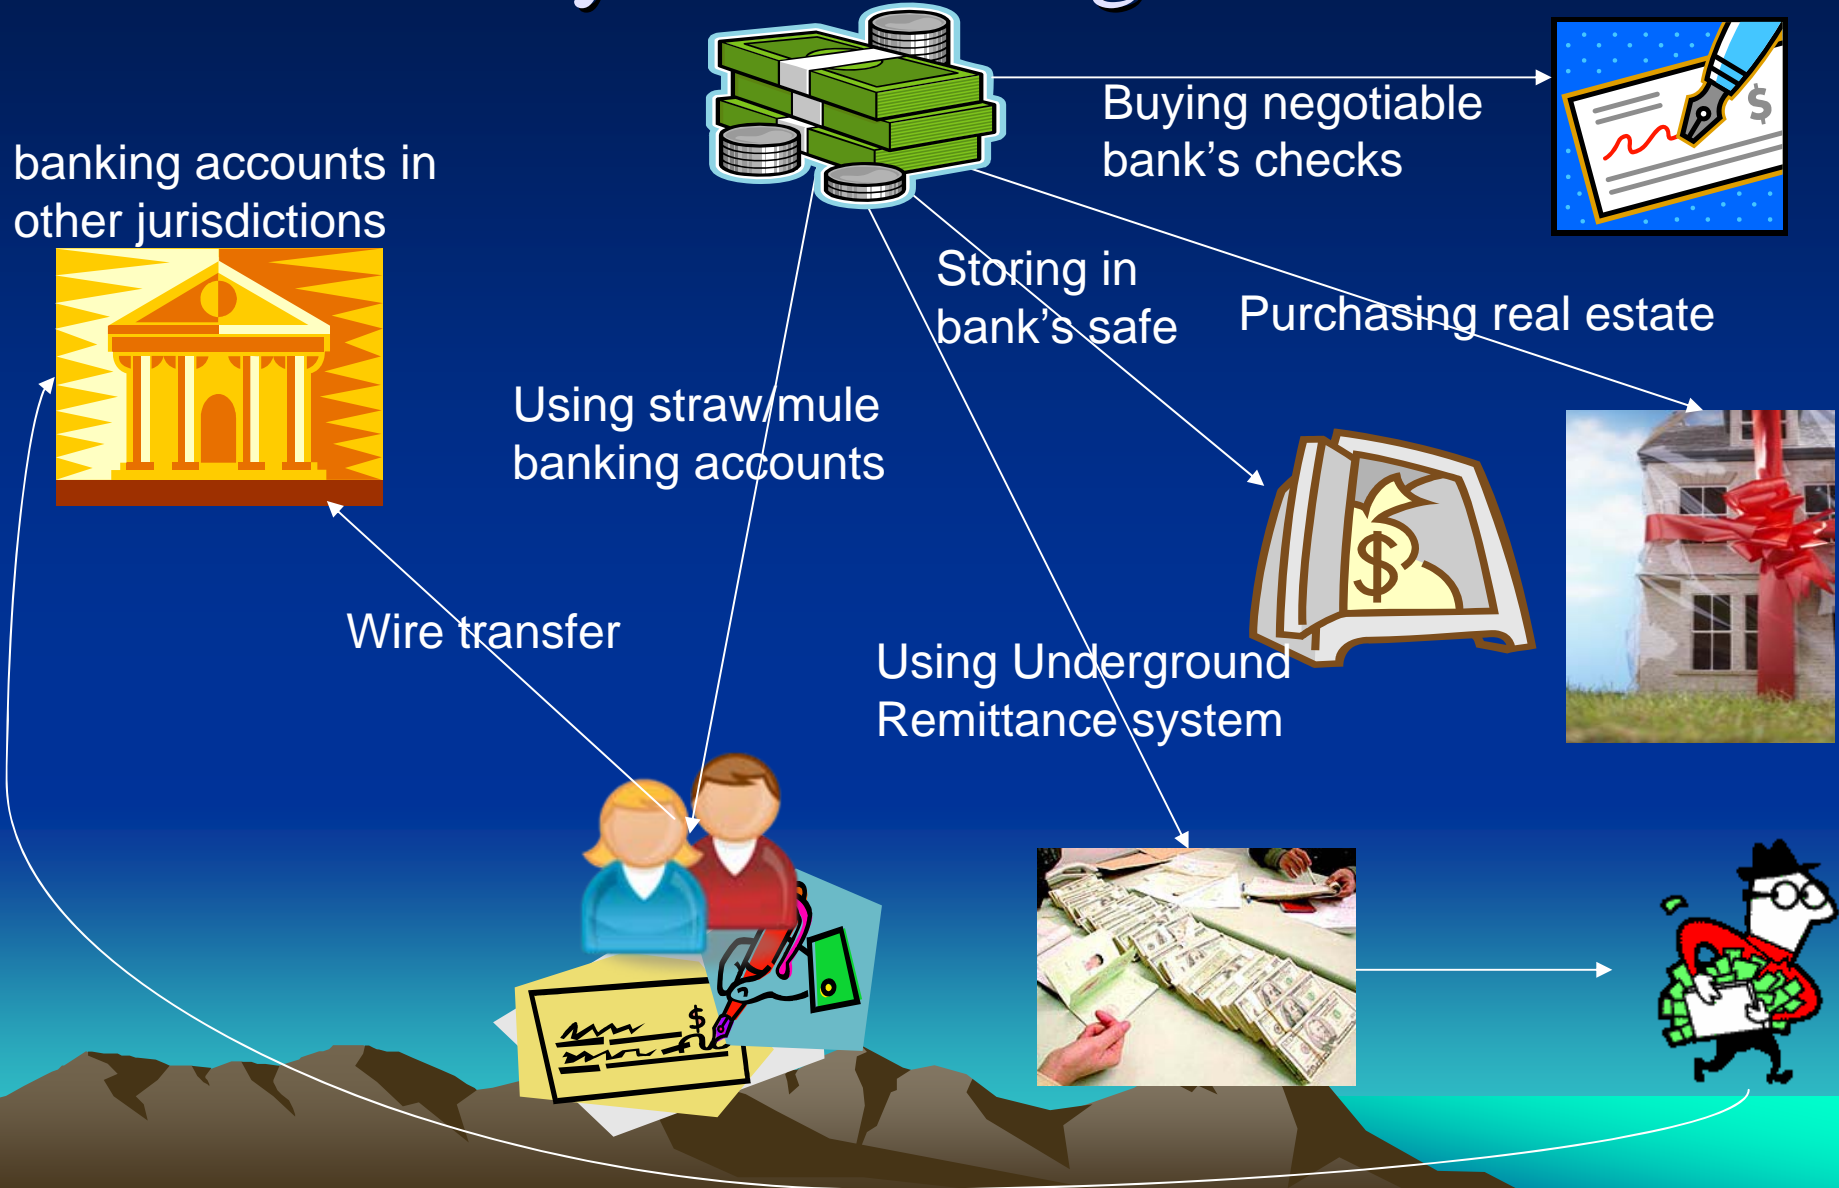 Buying negotiable
bank’s checks
banking accounts in
other jurisdictions
Storing in
bank’s safe
Purchasing real estate
Using straw/mule
banking accounts
Wire transfer
Using Underground
Remittance system
$
$
$